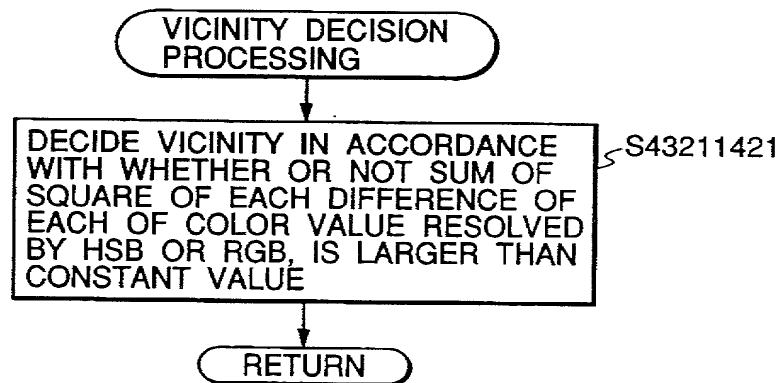 VICINITY DECISION
PROCESSING
DECIDE VICINITY IN ACCORDANCE
WITH WHETHER OR NOT SUM OF
SQUARE OF EACH DIFFERENCE OF
EACH OF COLOR VALUE RESOLVED
BY HSB OR RGB, IS LARGER THAN
CONSTANT VALUE
S43211421
RETURN